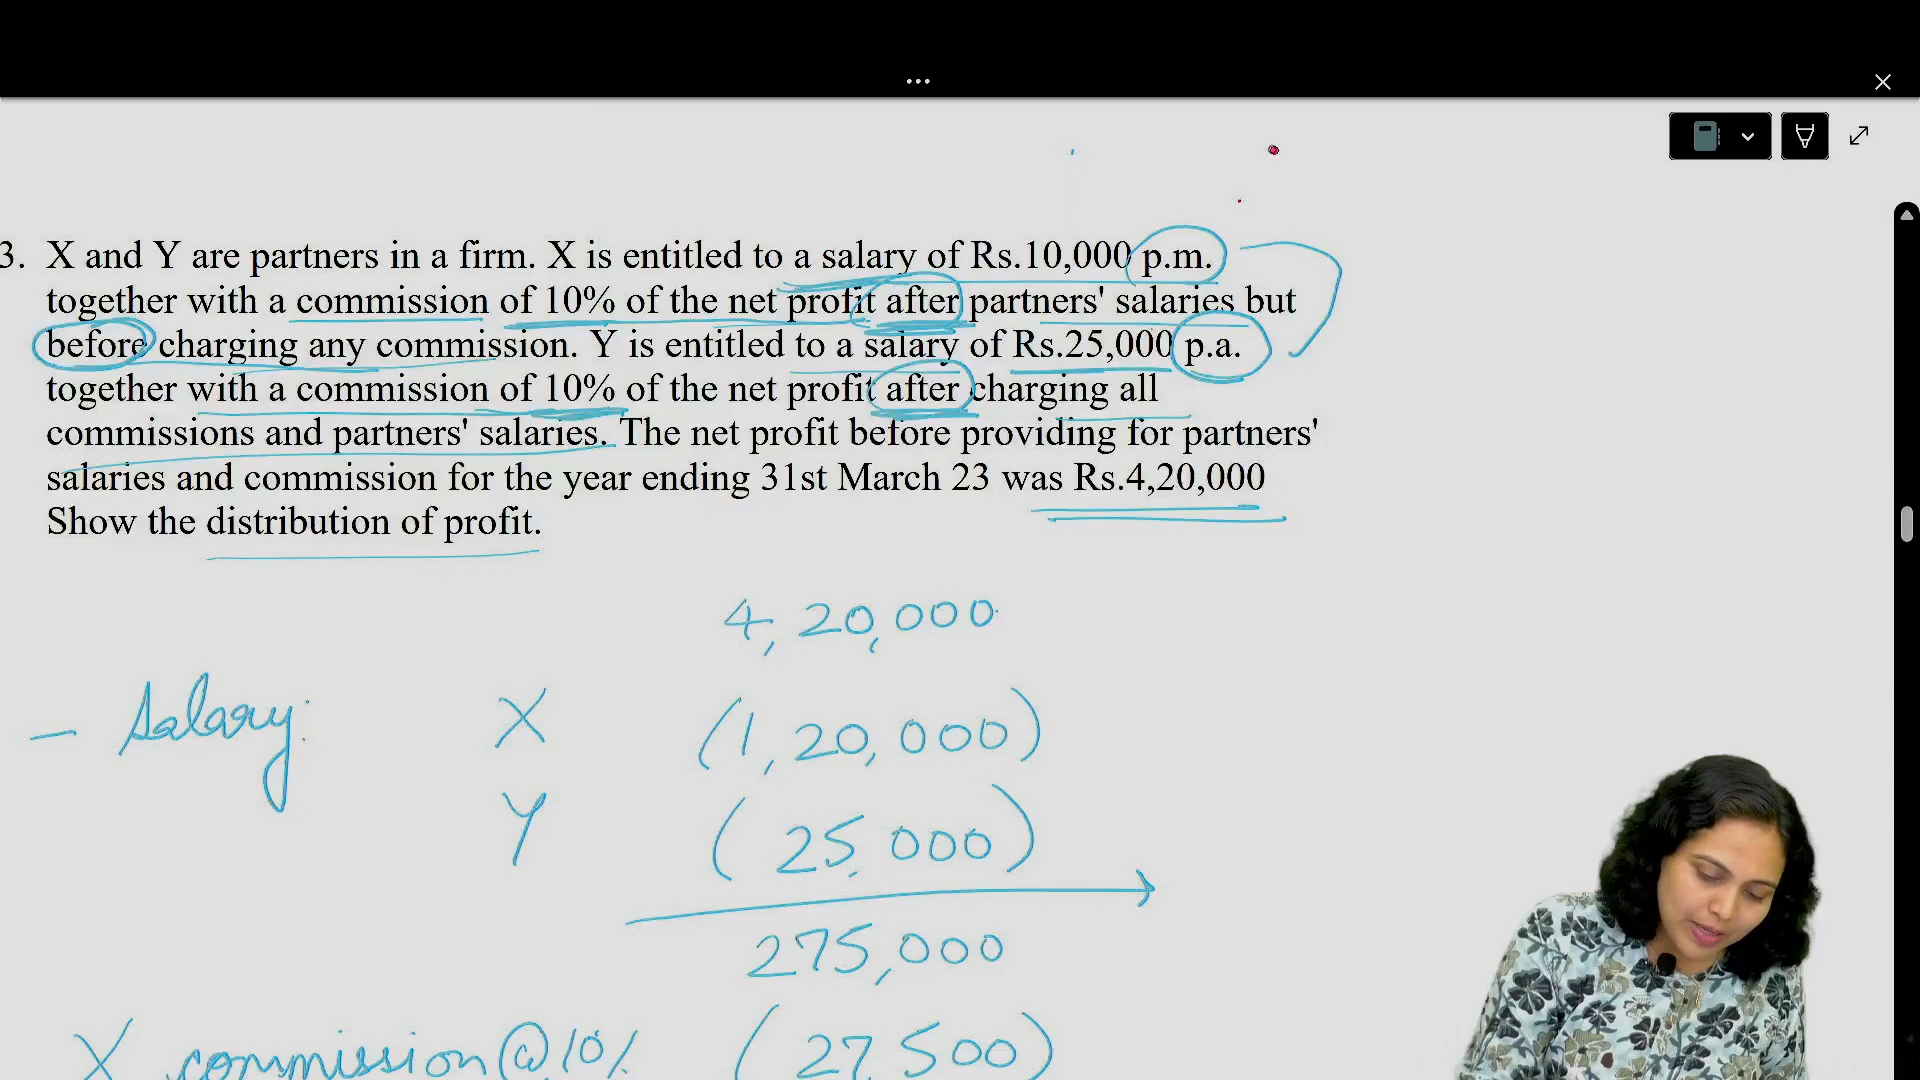 3. X and Y are partners in a firm. X is entitled to a salary of Rs.10,000 p.m.
together with a commission of 10% of the net profit after partners' salaries but
before charging any commission. Y is entitled to a salary of Rs.25,000 p.a.
together with a commission of 10% of the net profit after charging all
commissions and partners' salaries. The net profit before providing for partners'
salaries and commission for the year ending 31st March 23 was Rs.4,20,000
Show the distribution of profit.
4,20,000
- Salary: X (1,20,000)
Y (25,000)
275,000
X commission @ 10% (27,500)